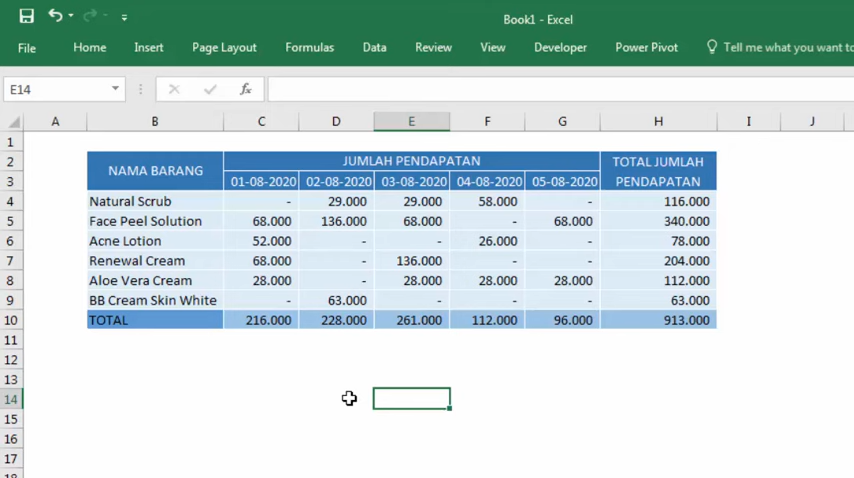 Book1 - Excel
File Home Insert Page Layout Formulas Data Review View Developer Power Pivot Tell me what you want to
E14 fx
A B C D E F G H I J
1
2 NAMA BARANG JUMLAH PENDAPATAN TOTAL JUMLAH PENDAPATAN
3 01-08-2020 02-08-2020 03-08-2020 04-08-2020 05-08-2020
4 Natural Scrub - 29.000 29.000 58.000 - 116.000
5 Face Peel Solution 68.000 136.000 68.000 - 68.000 340.000
6 Acne Lotion 52.000 - - 26.000 - 78.000
7 Renewal Cream 68.000 - 136.000 - - 204.000
8 Aloe Vera Cream 28.000 - 28.000 28.000 28.000 112.000
9 BB Cream Skin White - 63.000 - - - 63.000
10 TOTAL 216.000 228.000 261.000 112.000 96.000 913.000
11
12
13
14
15
16
17
18